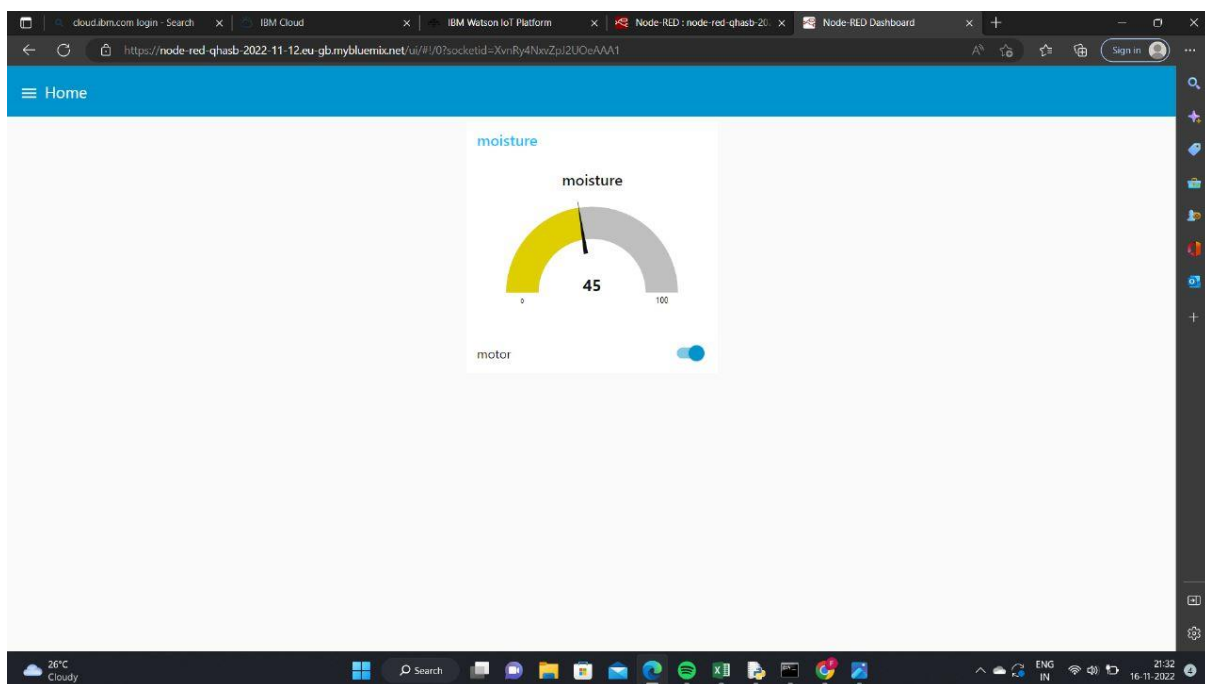 cloud.ibm.com login - Search
IBM Cloud
IBM Watson IoT Platform
Node-RED : node-red-qhasb-20
Node-RED Dashboard
https://node-red-qhasb-2022-11-12.eu-gb.mybluemix.net/ui/#!/0?socketid=XvnRy4NxvZpJ2UOeAAA1
Sign in
Home
moisture
moisture
45
0
100
motor
26°C
Cloudy
Search
ENG
IN
21:32
16-11-2022
4